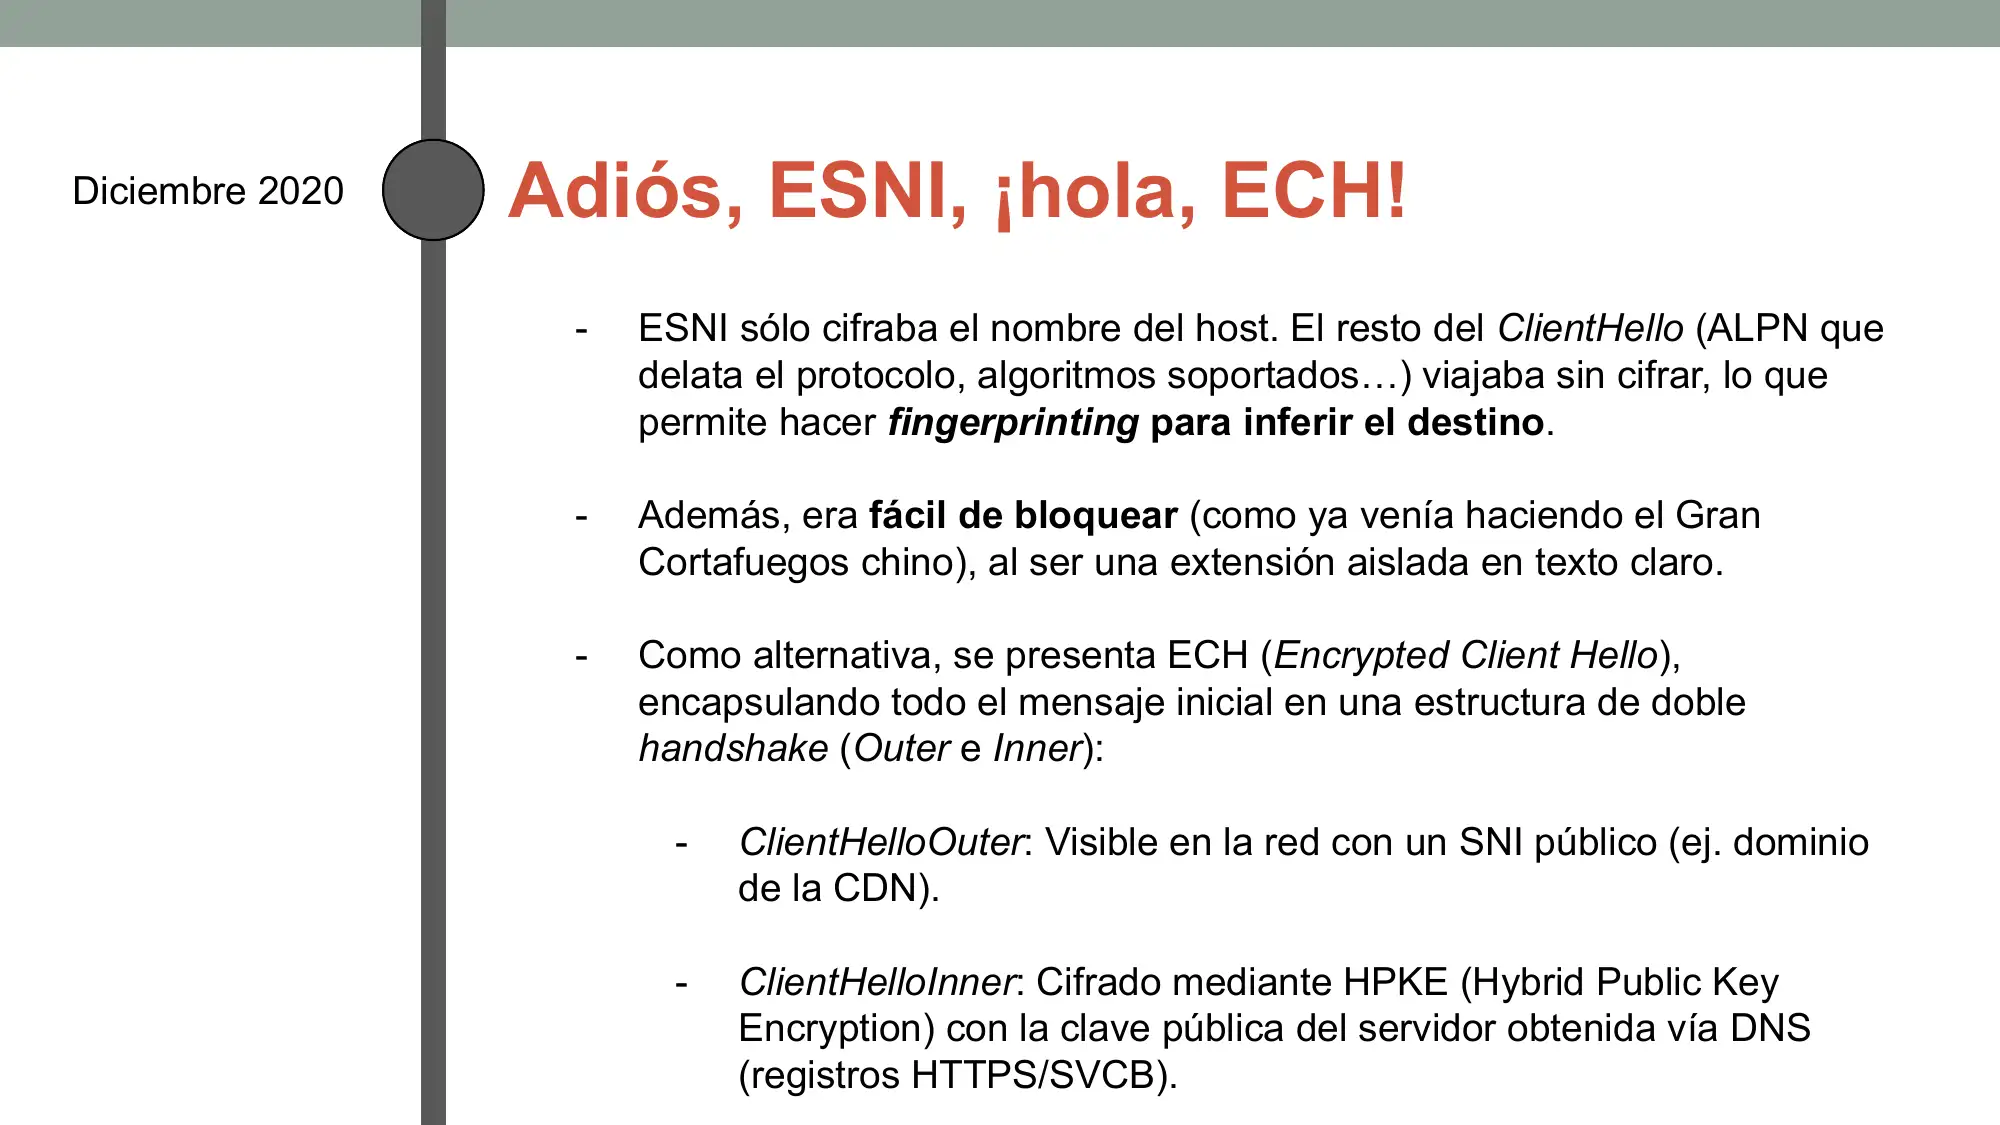 Diciembre 2020
Adiós, ESNI, ¡hola, ECH!
- ESNI sólo cifraba el nombre del host. El resto del ClientHello (ALPN que
delata el protocolo, algoritmos soportados…) viajaba sin cifrar, lo que
permite hacer fingerprinting para inferir el destino.
- Además, era fácil de bloquear (como ya venía haciendo el Gran
Cortafuegos chino), al ser una extensión aislada en texto claro.
- Como alternativa, se presenta ECH (Encrypted Client Hello),
encapsulando todo el mensaje inicial en una estructura de doble
handshake (Outer e Inner):
- ClientHelloOuter: Visible en la red con un SNI público (ej. dominio
de la CDN).
- ClientHelloInner: Cifrado mediante HPKE (Hybrid Public Key
Encryption) con la clave pública del servidor obtenida vía DNS
(registros HTTPS/SVCB).